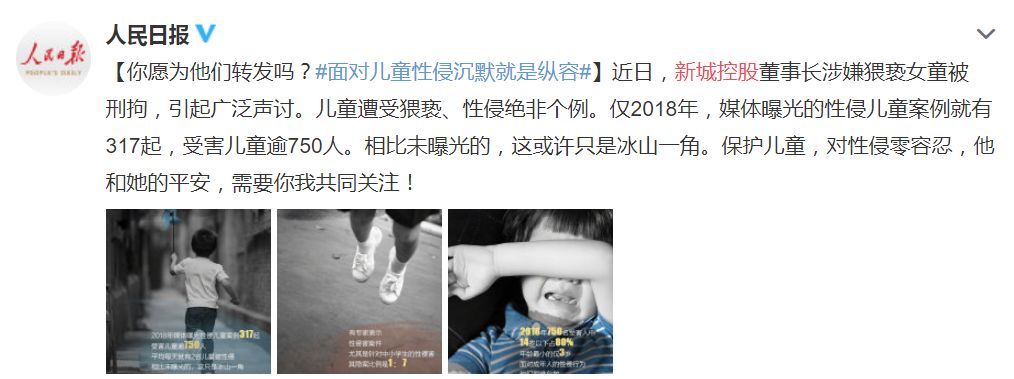 人民日报
PEOPLE'S DAILY
人民日报
【你愿为他们转发吗？#面对儿童性侵沉默就是纵容#】近日，新城控股董事长涉嫌猥亵女童被
刑拘，引起广泛声讨。儿童遭受猥亵、性侵绝非个例。仅2018年，媒体曝光的性侵儿童案例就有
317起，受害儿童逾750人。相比未曝光的，这或许只是冰山一角。保护儿童，对性侵零容忍，他
和她的平安，需要你我共同关注！
2018年媒体曝光性侵儿童案例317起
受害儿童逾750人
平均每天就有2名儿童被性侵
相比未曝光的，这只是冰山一角
有专家表示
性侵害案件
尤其是针对中小学生的性侵害
其隐案比例是1：7
2018年750名受害人中
14岁以下占80%
年龄最小的仅3岁
面对成年人的性侵行为